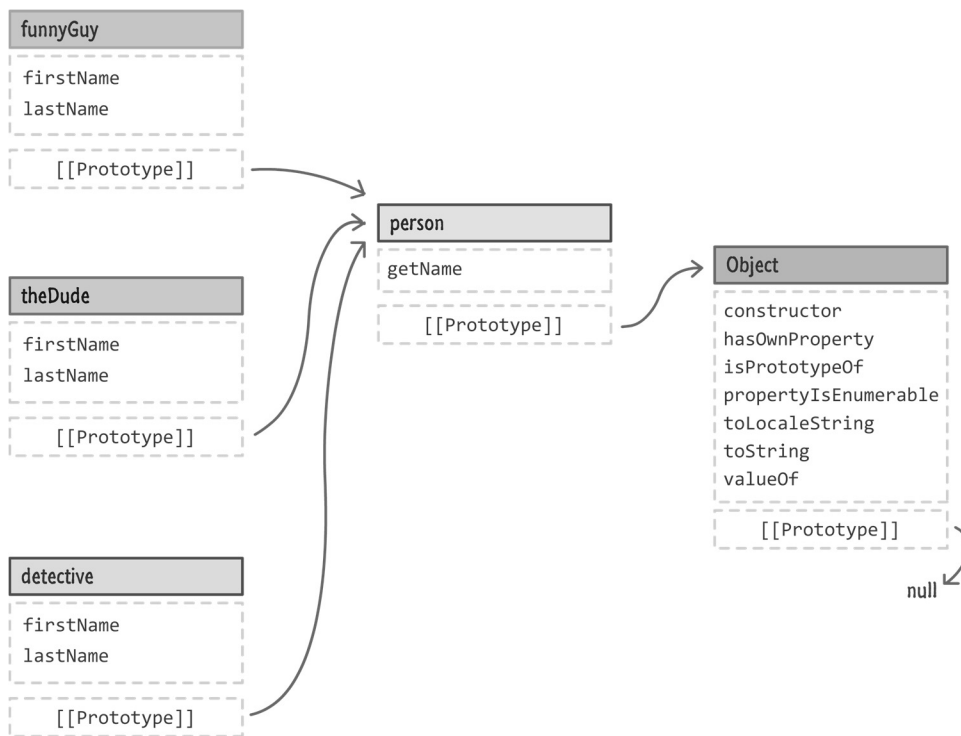 funnyGuy
firstName
lastName
[[Prototype]]
theDude
firstName
lastName
[[Prototype]]
detective
firstName
lastName
[[Prototype]]
person
getName
[[Prototype]]
Object
constructor
hasOwnProperty
isPrototypeOf
propertyIsEnumerable
toLocaleString
toString
valueOf
[[Prototype]]
null